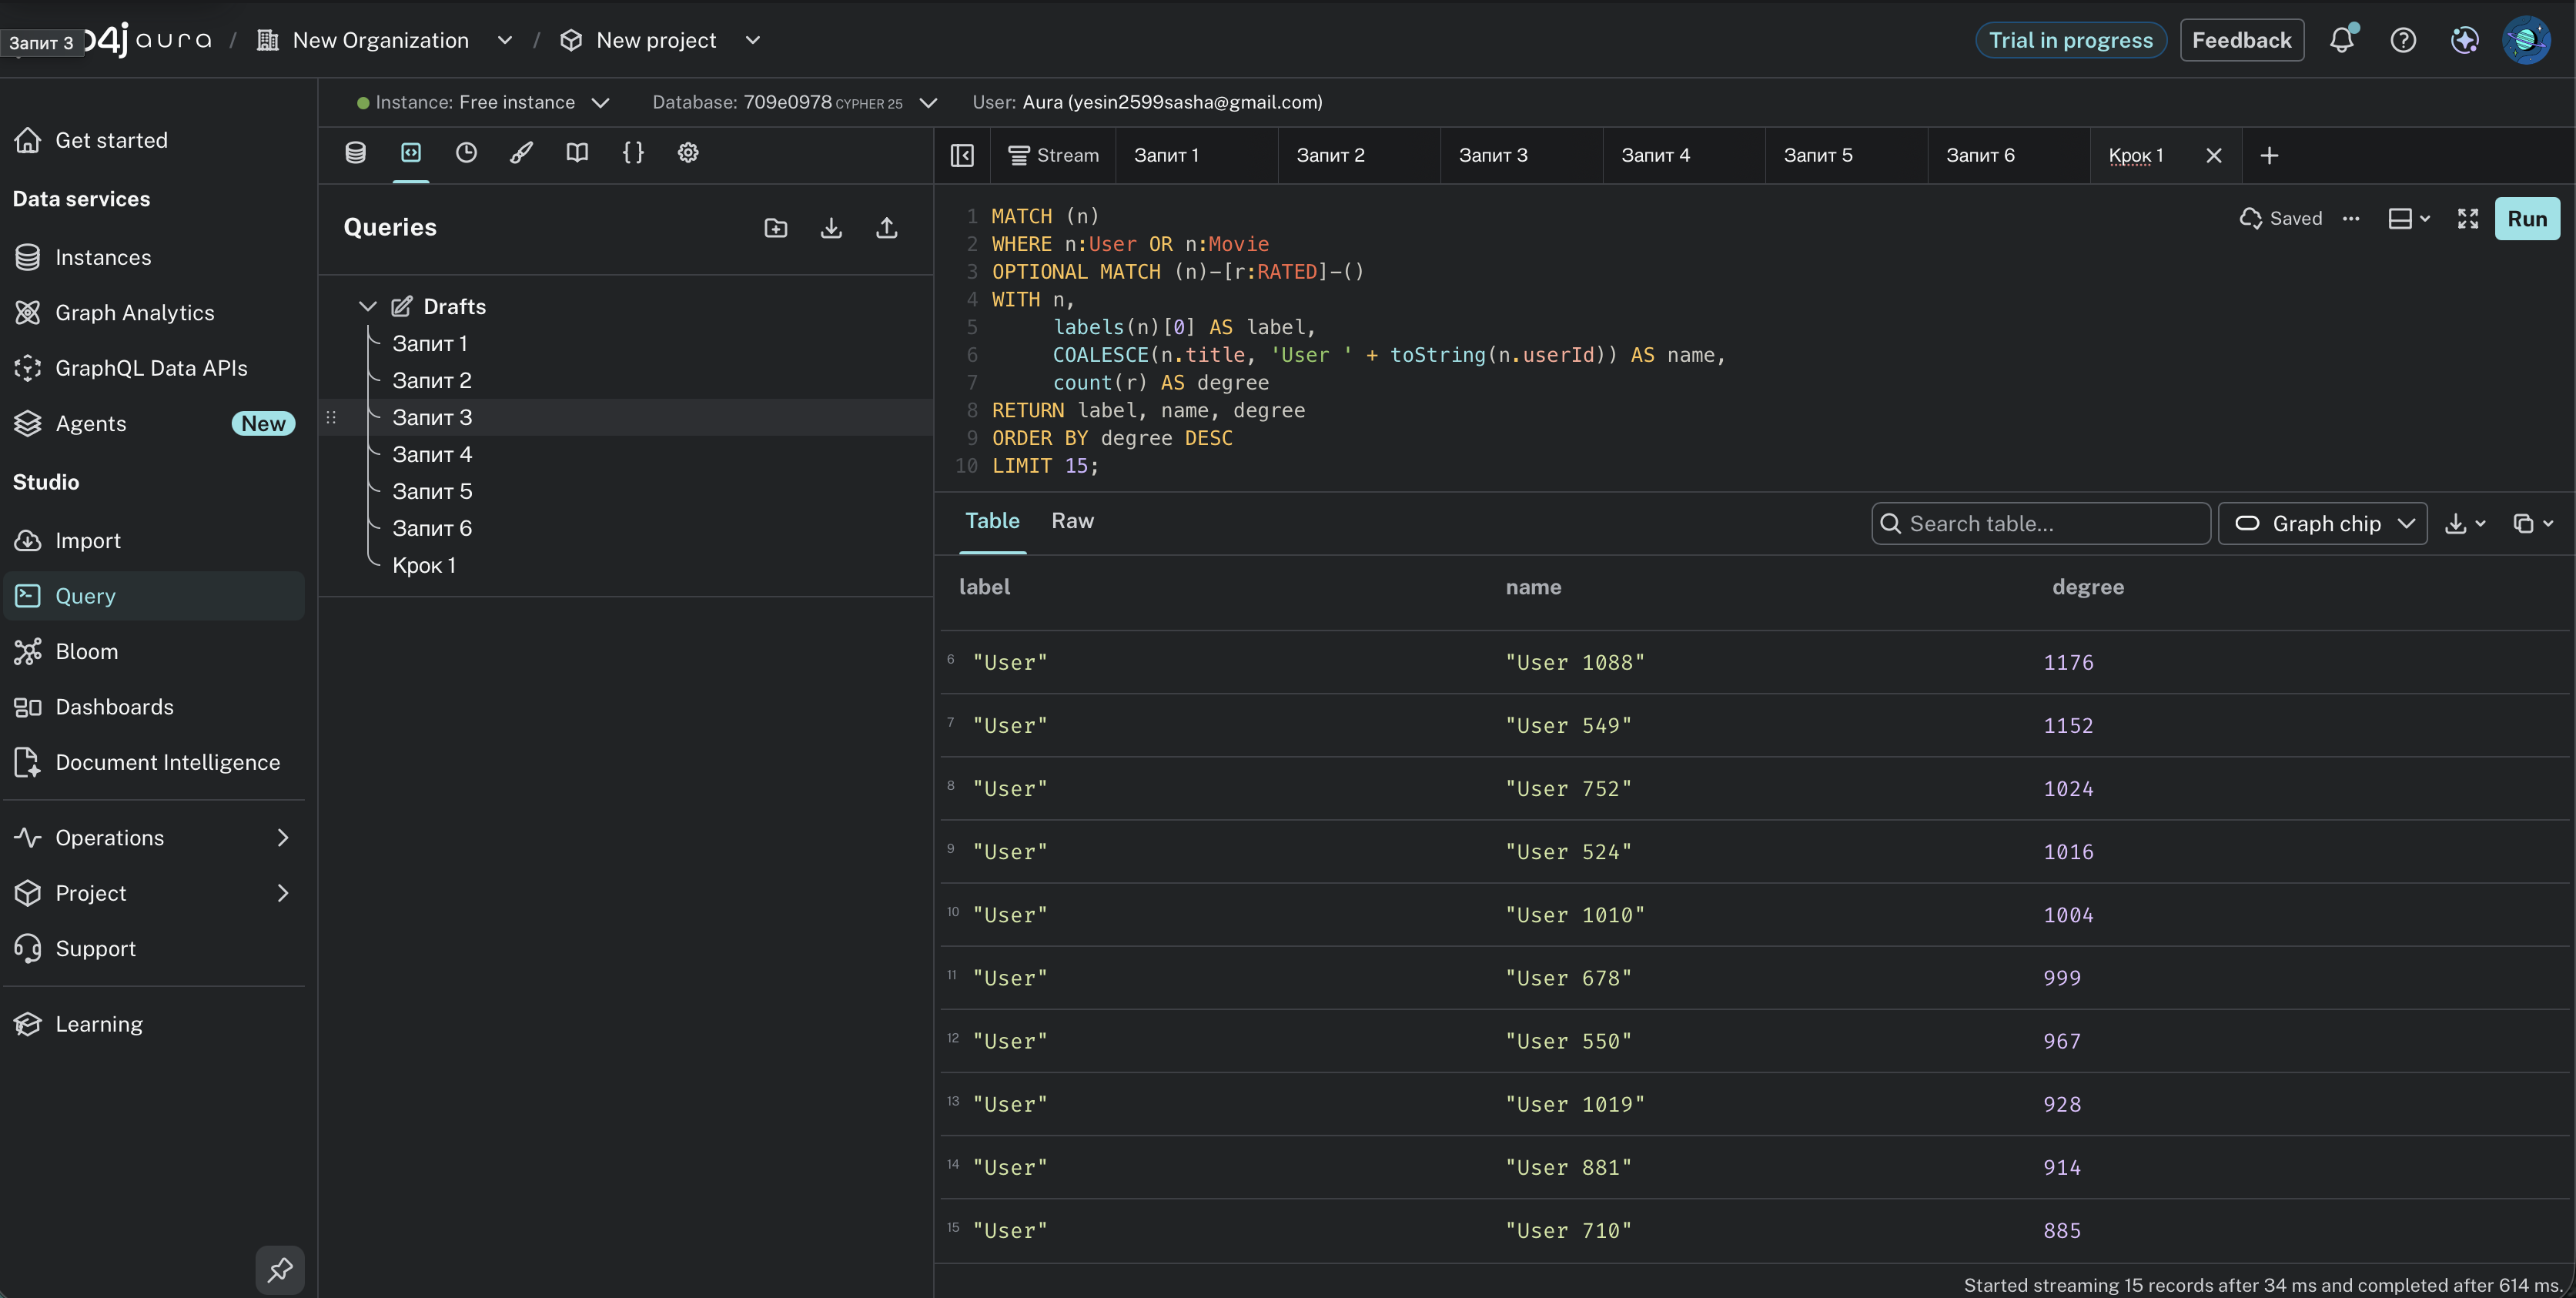 Запит 3
o4j aura / New Organization / New project
Trial in progress
Feedback
Instance: Free instance
Database: 709e0978 CYPHER 25
User: Aura (yesin2599sasha@gmail.com)
Get started
Data services
Instances
Graph Analytics
GraphQL Data APIs
Agents
New
Studio
Import
Query
Bloom
Dashboards
Document Intelligence
Operations
Project
Support
Learning
Queries
Drafts
Запит 1
Запит 2
Запит 3
Запит 4
Запит 5
Запит 6
Крок 1
Stream
Запит 1
Запит 2
Запит 3
Запит 4
Запит 5
Запит 6
Крок 1
1 MATCH (n)
2 WHERE n:User OR n:Movie
3 OPTIONAL MATCH (n)-[r:RATED]-()
4 WITH n,
5 labels(n)[0] AS label,
6 COALESCE(n.title, 'User ' + toString(n.userId)) AS name,
7 count(r) AS degree
8 RETURN label, name, degree
9 ORDER BY degree DESC
10 LIMIT 15;
Saved
Run
Table
Raw
Search table...
Graph chip
label name degree
6 "User" "User 1088" 1176
7 "User" "User 549" 1152
8 "User" "User 752" 1024
9 "User" "User 524" 1016
10 "User" "User 1010" 1004
11 "User" "User 678" 999
12 "User" "User 550" 967
13 "User" "User 1019" 928
14 "User" "User 881" 914
15 "User" "User 710" 885
Started streaming 15 records after 34 ms and completed after 614 ms.